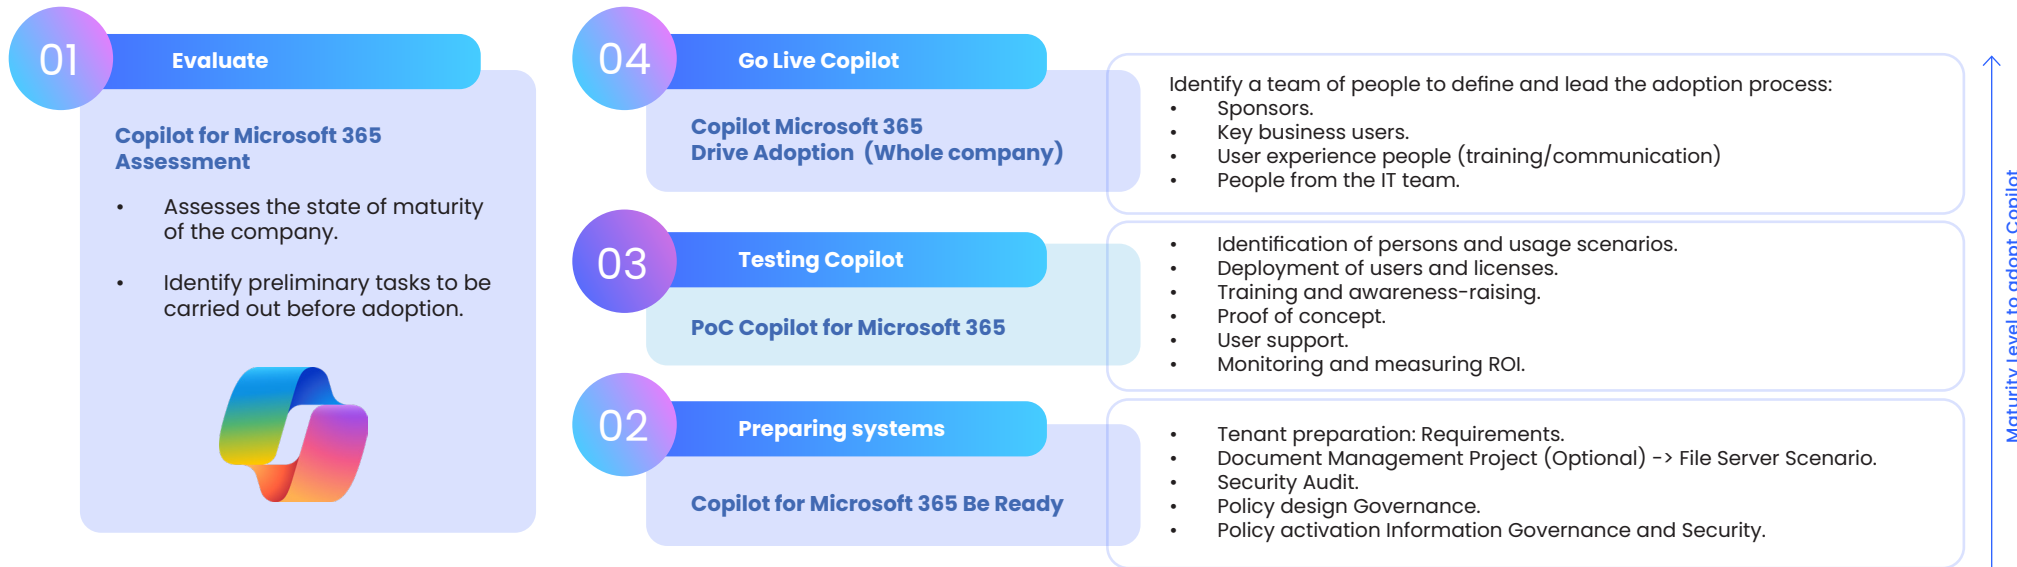 01
Evaluate
Copilot for Microsoft 365
Assessment
• Assesses the state of maturity
of the company.
• Identify preliminary tasks to be
carried out before adoption.
04
Go Live Copilot
Copilot Microsoft 365
Drive Adoption (Whole company)
Identify a team of people to define and lead the adoption process:
• Sponsors.
• Key business users.
• User experience people (training/communication)
• People from the IT team.
03
Testing Copilot
PoC Copilot for Microsoft 365
• Identification of persons and usage scenarios.
• Deployment of users and licenses.
• Training and awareness-raising.
• Proof of concept.
• User support.
• Monitoring and measuring ROI.
02
Preparing systems
Copilot for Microsoft 365 Be Ready
• Tenant preparation: Requirements.
• Document Management Project (Optional) -> File Server Scenario.
• Security Audit.
• Policy design Governance.
• Policy activation Information Governance and Security.
Maturity Level to adopt Copilot